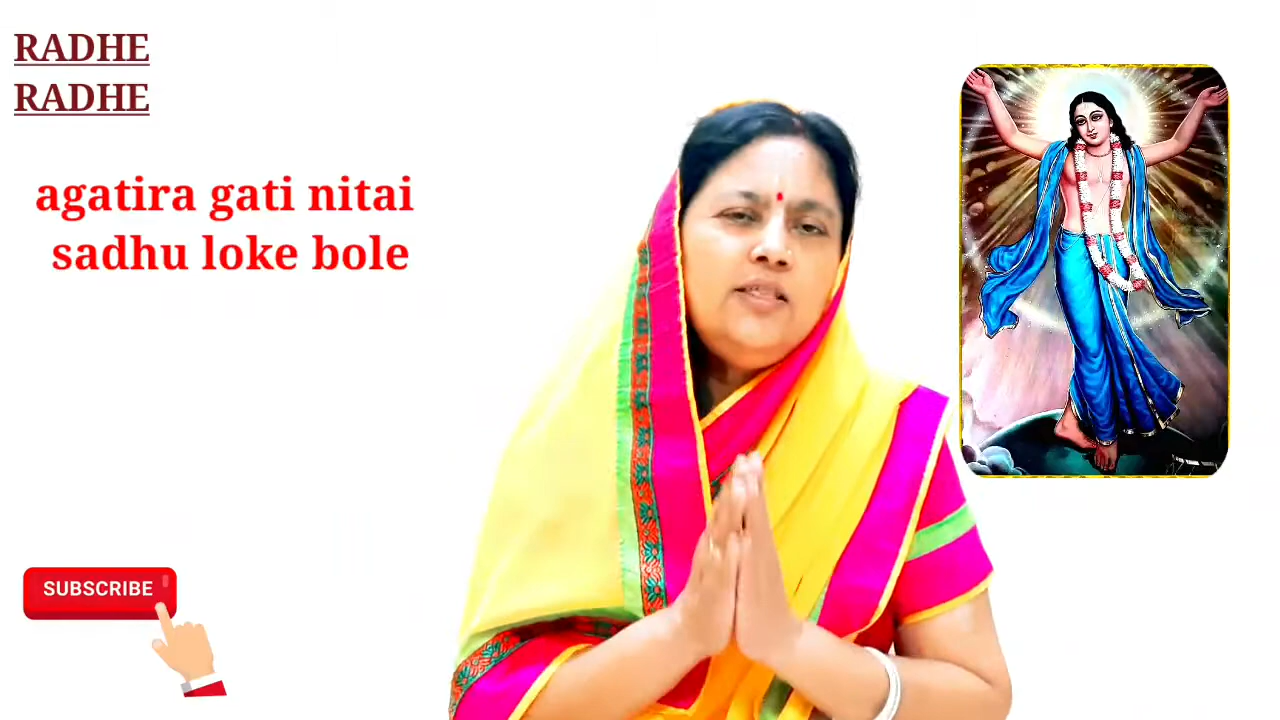 RADHE
RADHE
agatira gati nitai
sadhu loke bole
SUBSCRIBE